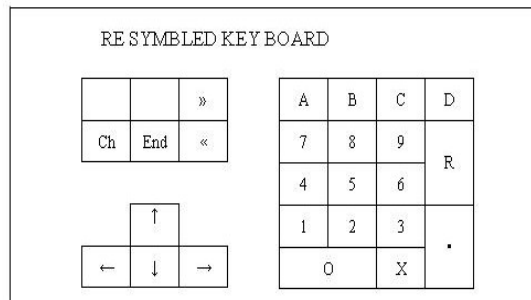 RE SYMBLED KEY BOARD
»
Ch End «
↑
← ↓ →
A B C D
7 8 9 R
4 5 6
1 2 3 .
O X